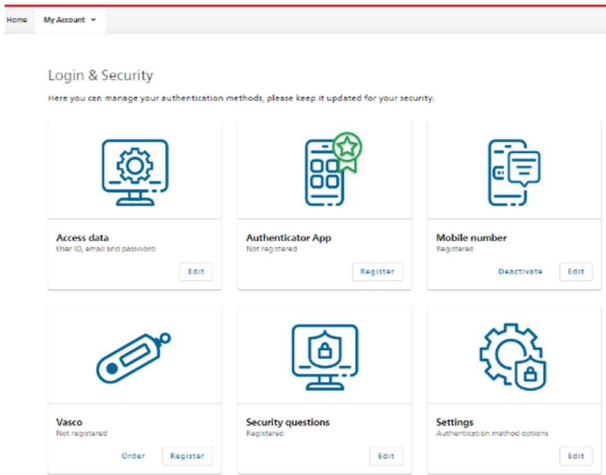 Home My Account
Login & Security
Here you can manage your authentication methods, please keep it updated for your security.
Access data
User ID, email and password
Edit
Authenticator App
Not registered
Register
Mobile number
Registered
Deactivate Edit
Vasco
Not registered
Order Register
Security questions
Registered
Edit
Settings
Authentication method options
Edit